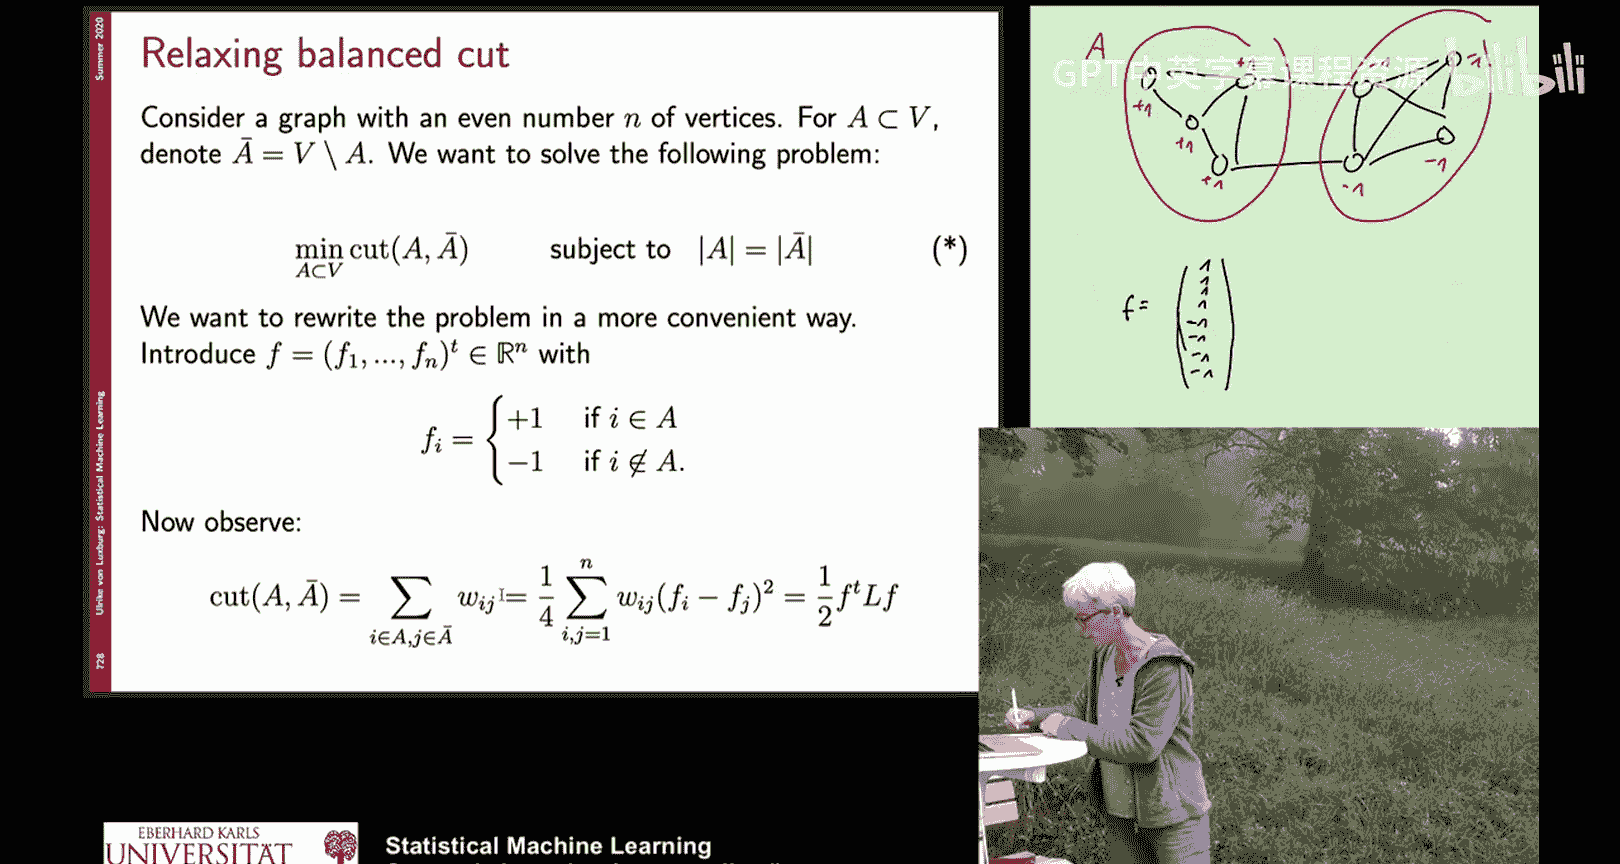 Summer 2020
Ulrike von Luxburg: Statistical Machine Learning
728
Relaxing balanced cut
Consider a graph with an even number n of vertices. For A ⊂ V,
denote Ā = V \ A. We want to solve the following problem:
min_{A⊂V} cut(A, Ā) subject to |A| = |Ā| (*)
We want to rewrite the problem in a more convenient way.
Introduce f = (f₁, ..., fₙ)ᵗ ∈ ℝⁿ with
fᵢ = { +1 if i ∈ A
−1 if i ∉ A.
Now observe:
cut(A, Ā) = ∑_{i∈A,j∈Ā} wᵢⱼ = 1/4 ∑_{i,j=1}^{n} wᵢⱼ(fᵢ − fⱼ)² = 1/2 fᵗLf
A
GPT中英字幕课程资源
bilibili
+1
+1
-1
+1
+1
-1
-1
f =
1
1
1
1
-1
-1
-1
-1
EBERHARD KARLS
UNIVERSITÄT
Statistical Machine Learning